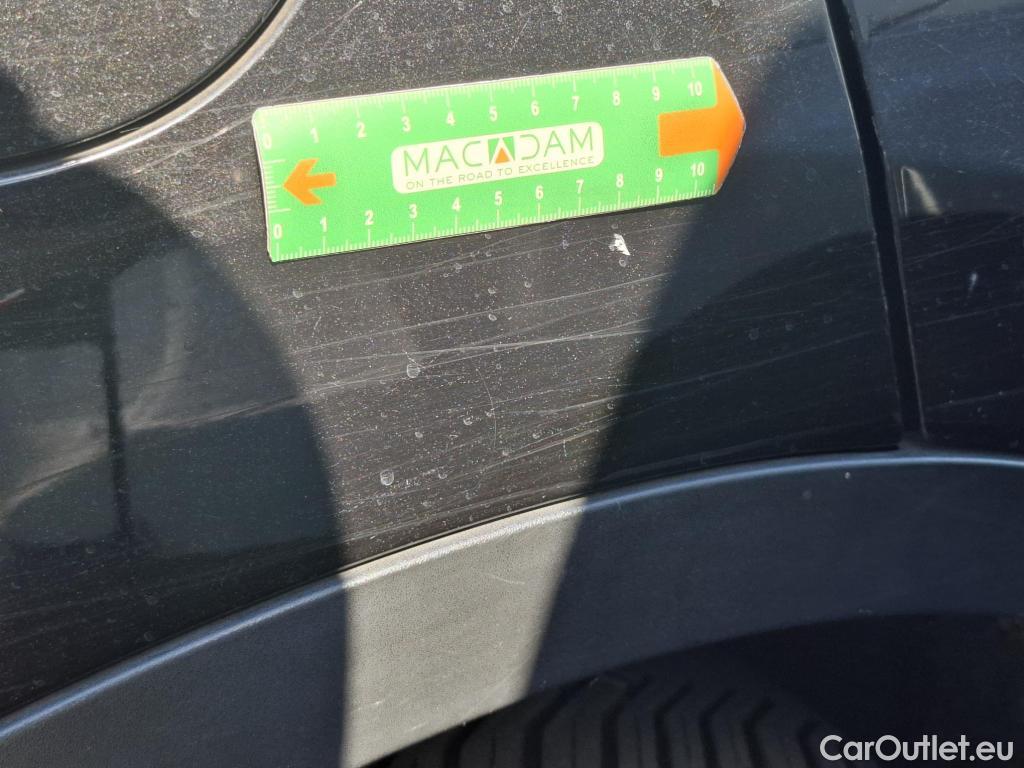 0 1 2 3 4 5 6 7 8 9 10
MACADAM
ON THE ROAD TO EXCELLENCE
0 1 2 3 4 5 6 7 8 9 10
CarOutlet.eu